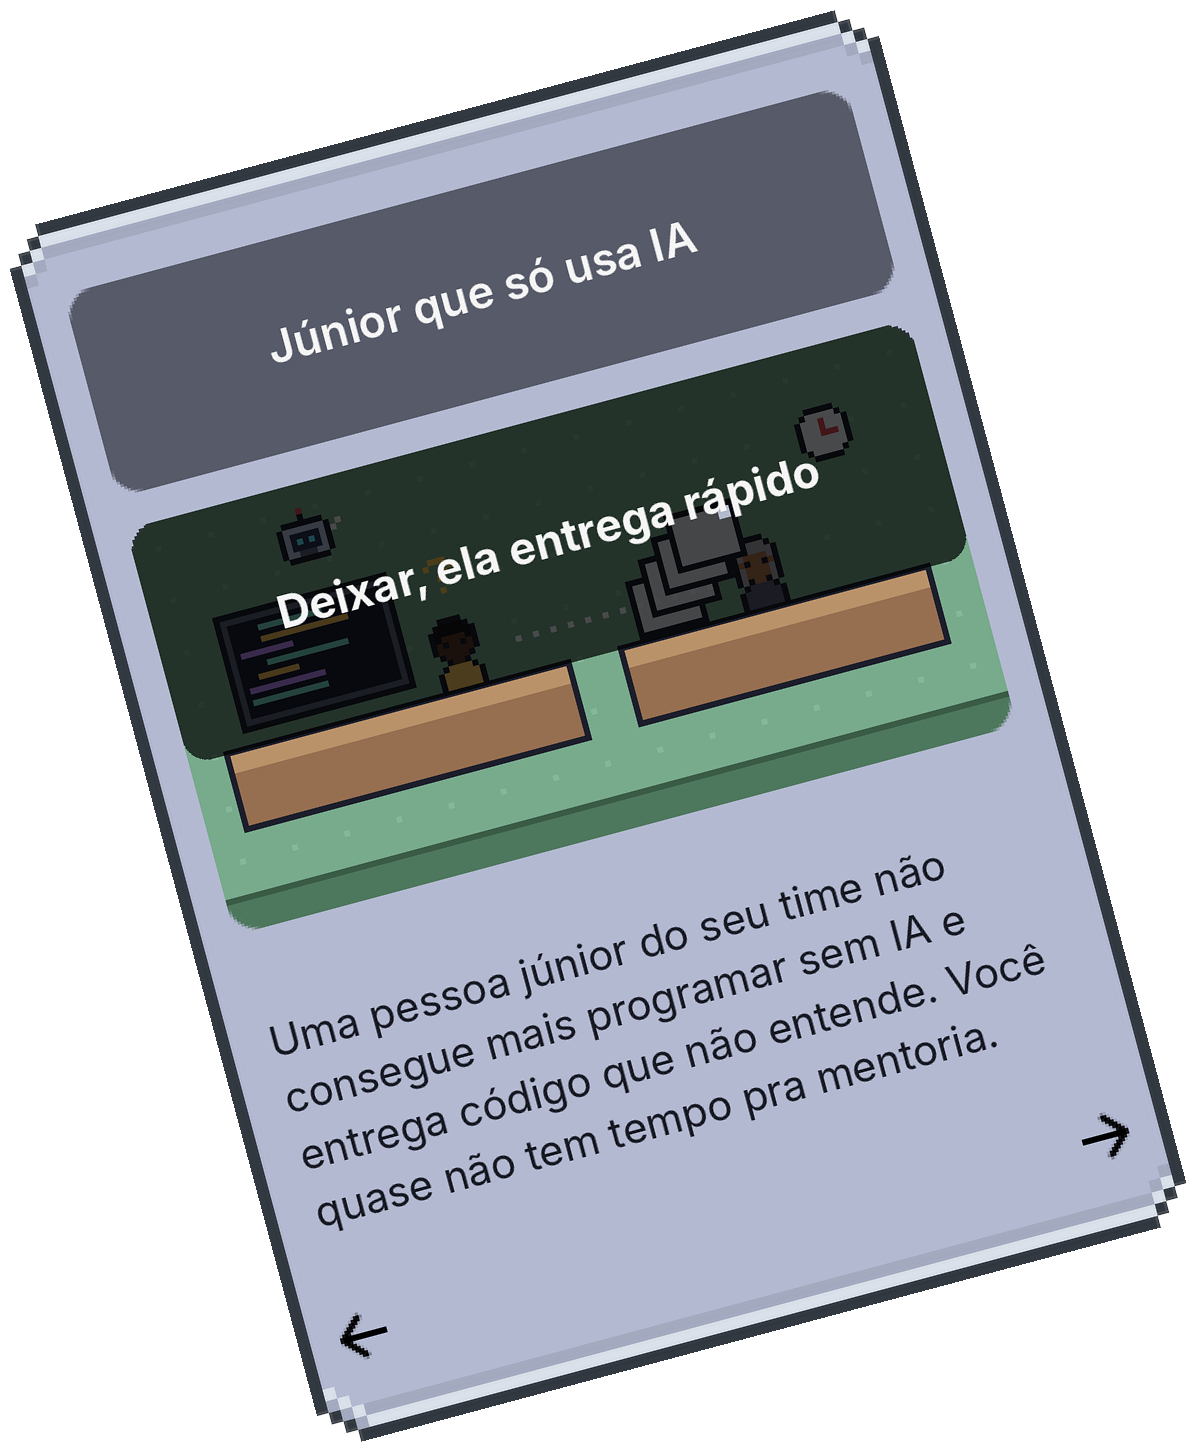 Júnior que só usa IA
Deixar, ela entrega rápido
Uma pessoa júnior do seu time não
consegue mais programar sem IA e
entrega código que não entende. Você
quase não tem tempo pra mentoria.